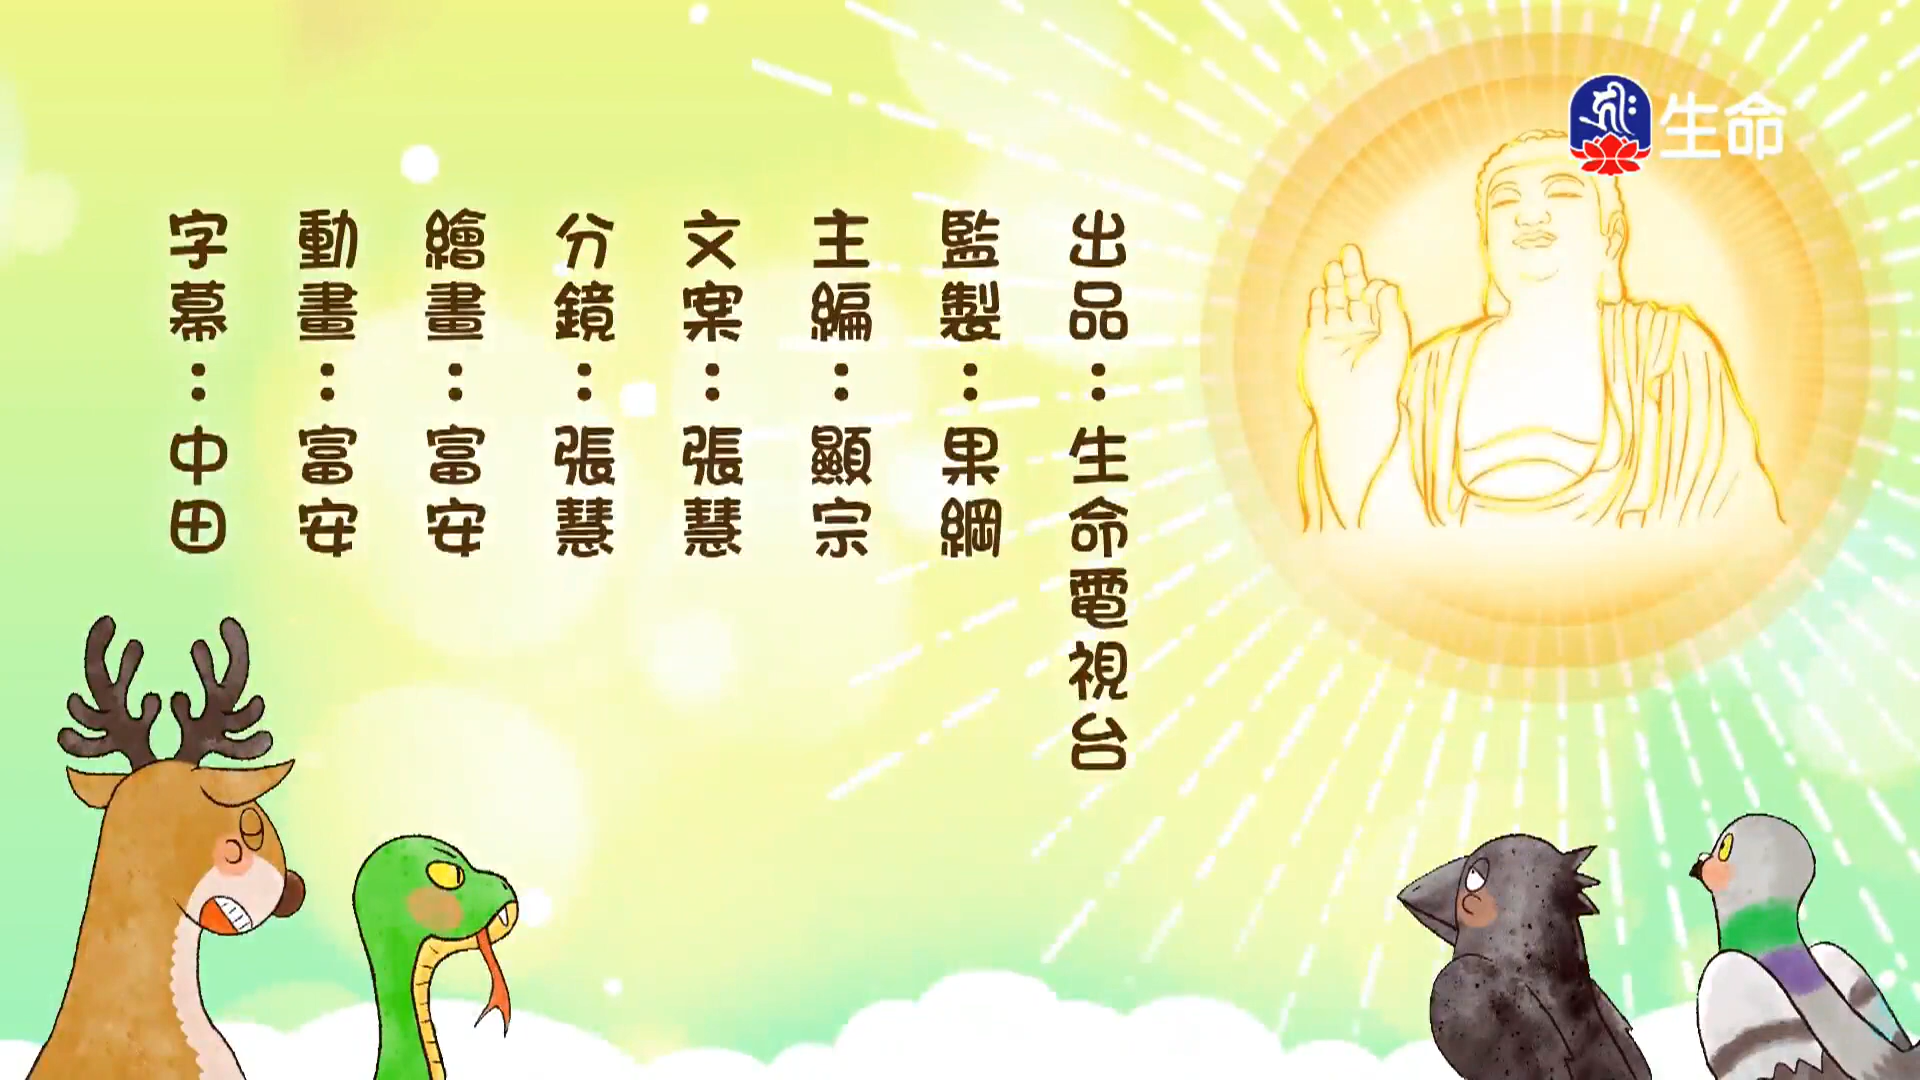 生命
出品：生命電視台
監製：果綱
主編：顯宗
文案：張慧
分鏡：張慧
繪畫：富安
動畫：富安
字幕：中田